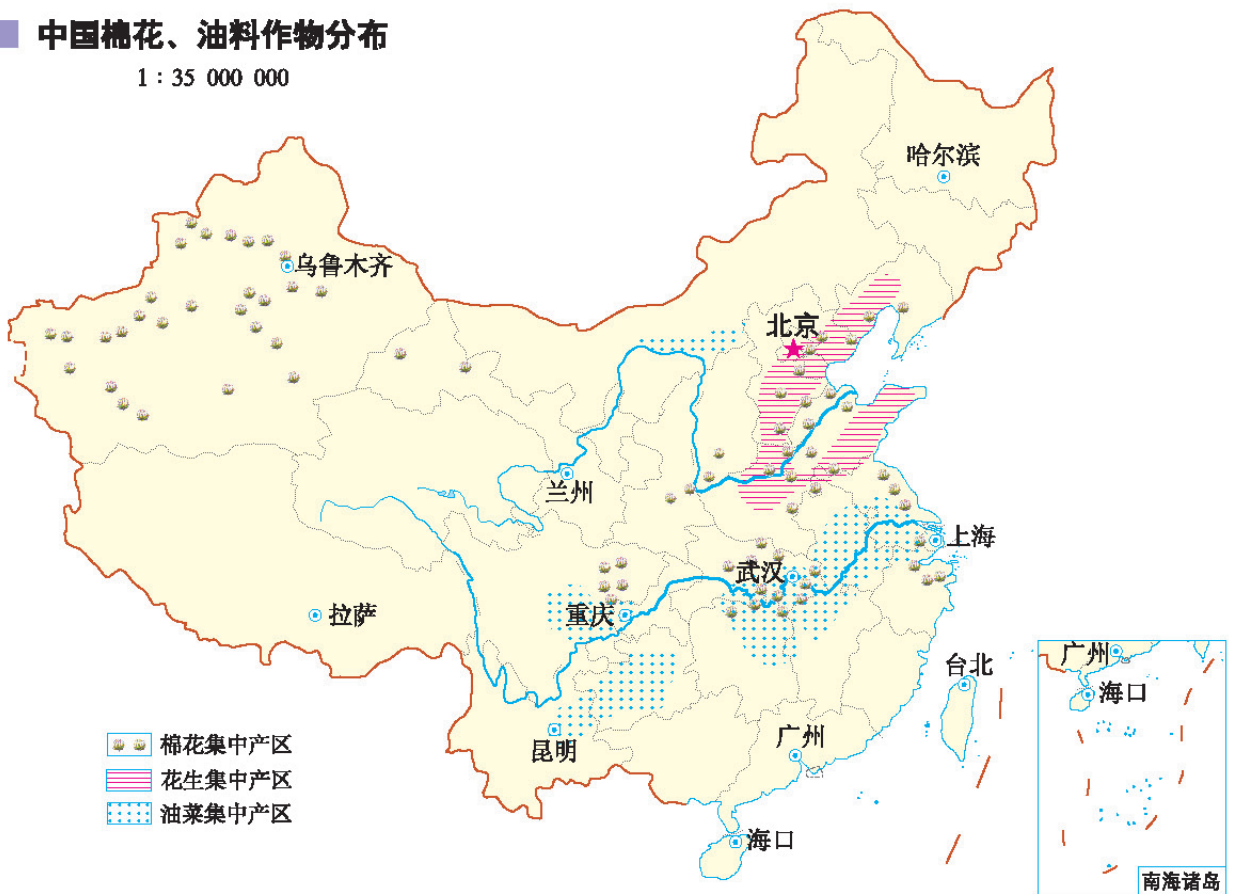 中国棉花、油料作物分布
1：35 000 000
哈尔滨
乌鲁木齐
北京
兰州
上海
武汉
拉萨
重庆
台北
昆明
广州
海口
棉花集中产区
花生集中产区
油菜集中产区
广州
海口
南海诸岛